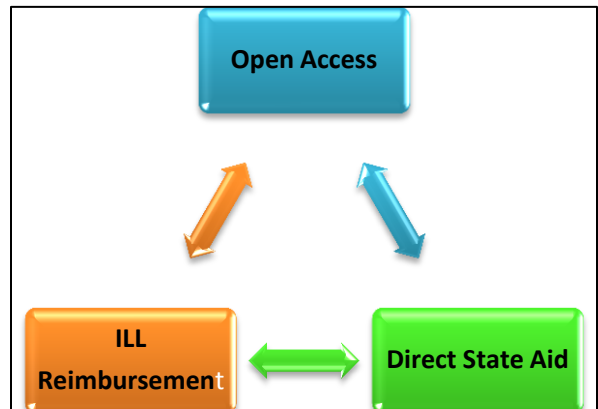 Open Access
ILL
Reimbursement
Direct State Aid